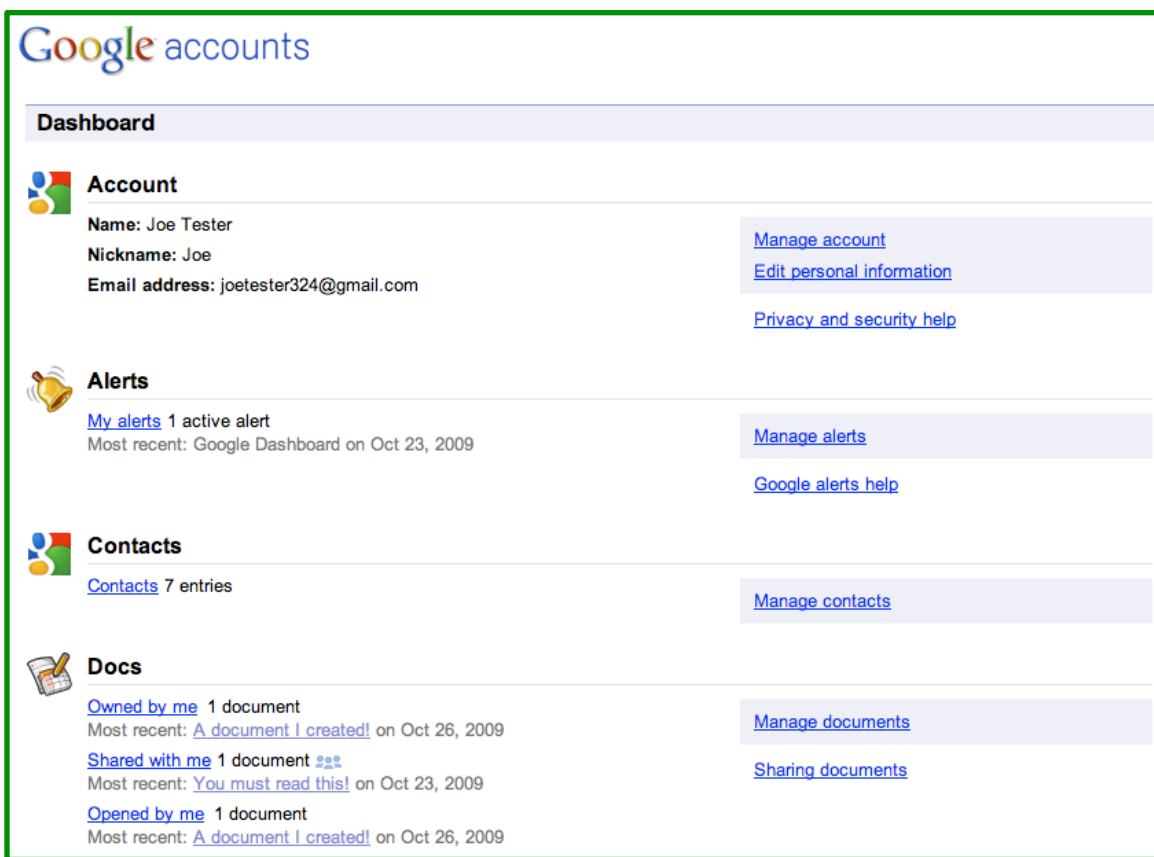 Google accounts
Dashboard
Account
Name: Joe Tester
Nickname: Joe
Email address: joetester324@gmail.com
Manage account
Edit personal information
Privacy and security help
Alerts
My alerts 1 active alert
Most recent: Google Dashboard on Oct 23, 2009
Manage alerts
Google alerts help
Contacts
Contacts 7 entries
Manage contacts
Docs
Owned by me 1 document
Most recent: A document I created! on Oct 26, 2009
Shared with me 1 document
Most recent: You must read this! on Oct 23, 2009
Opened by me 1 document
Most recent: A document I created! on Oct 26, 2009
Manage documents
Sharing documents